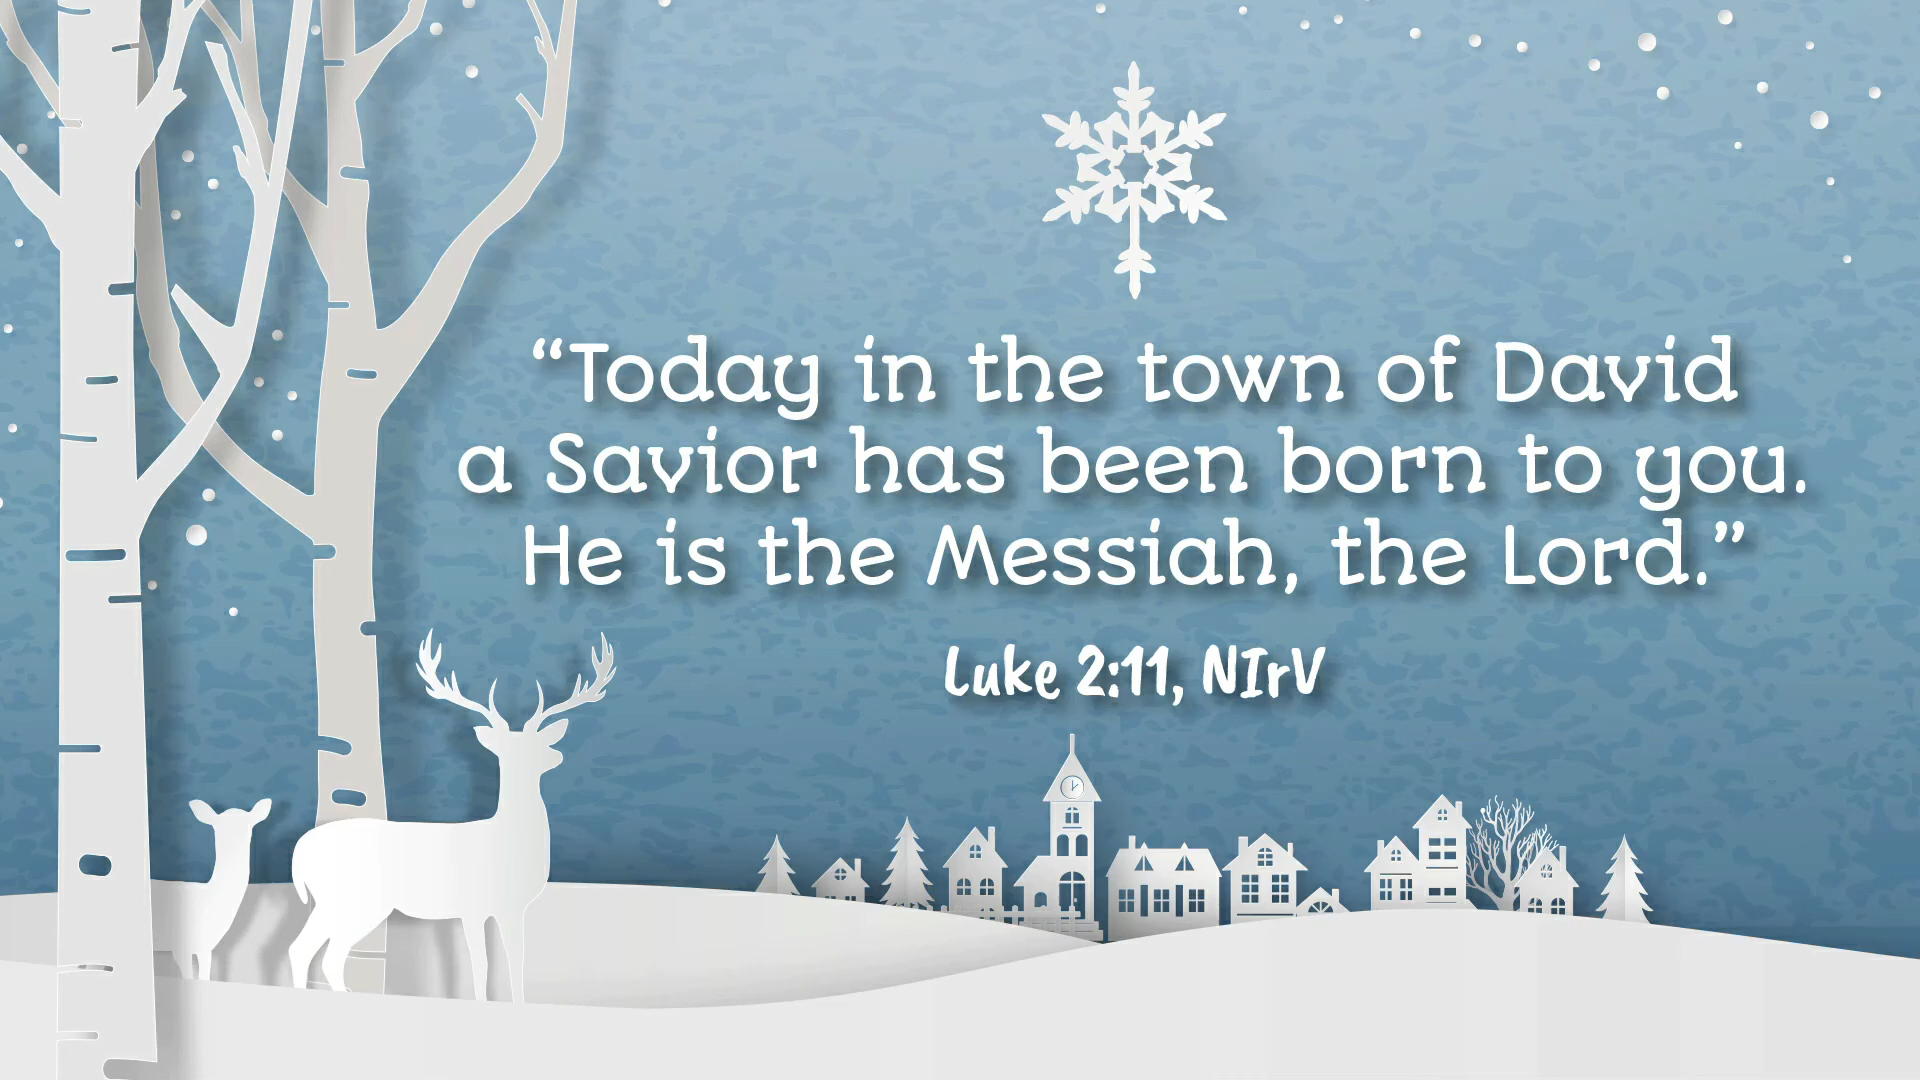 “Today in the town of David
a Savior has been born to you.
He is the Messiah, the Lord.”
Luke 2:11, NIrV